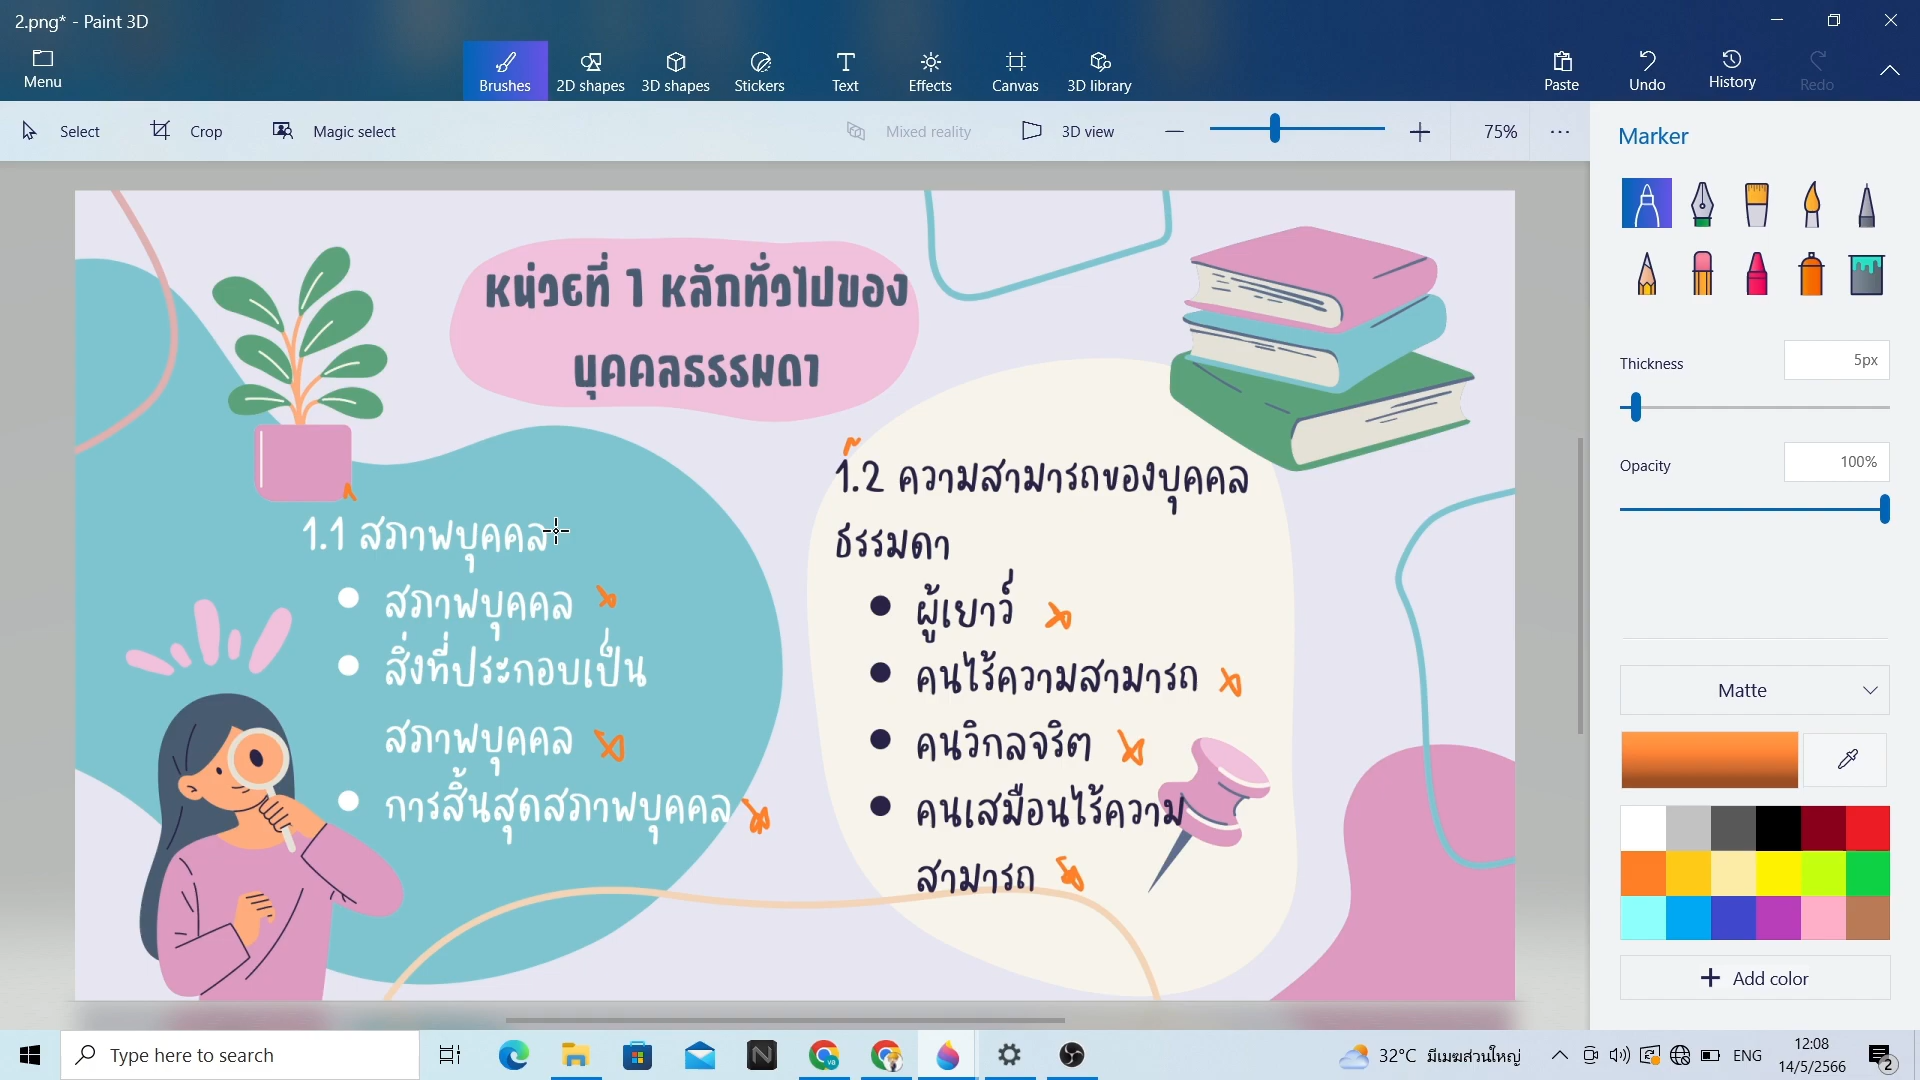 2.png* - Paint 3D
Menu
Brushes
2D shapes
3D shapes
Stickers
Text
Effects
Canvas
3D library
Paste
Undo
History
Redo
Select
Crop
Magic select
Mixed reality
3D view
75%
Marker
Thickness
5px
Opacity
100%
Matte
Add color
หน่วยที่ 1 หลักทั่วไปของ
บุคคลธรรมดา
1.1 สภาพบุคคล
สภาพบุคคล
สิ่งที่ประกอบเป็น
สภาพบุคคล
การสิ้นสุดสภาพบุคคล
1.2 ความสามารถของบุคคล
ธรรมดา
ผู้เยาว์
คนไร้ความสามารถ
คนวิกลจริต
คนเสมือนไร้ความ
สามารถ
Type here to search
32°C มีเมฆส่วนใหญ่
ENG
12:08
14/5/2566
2